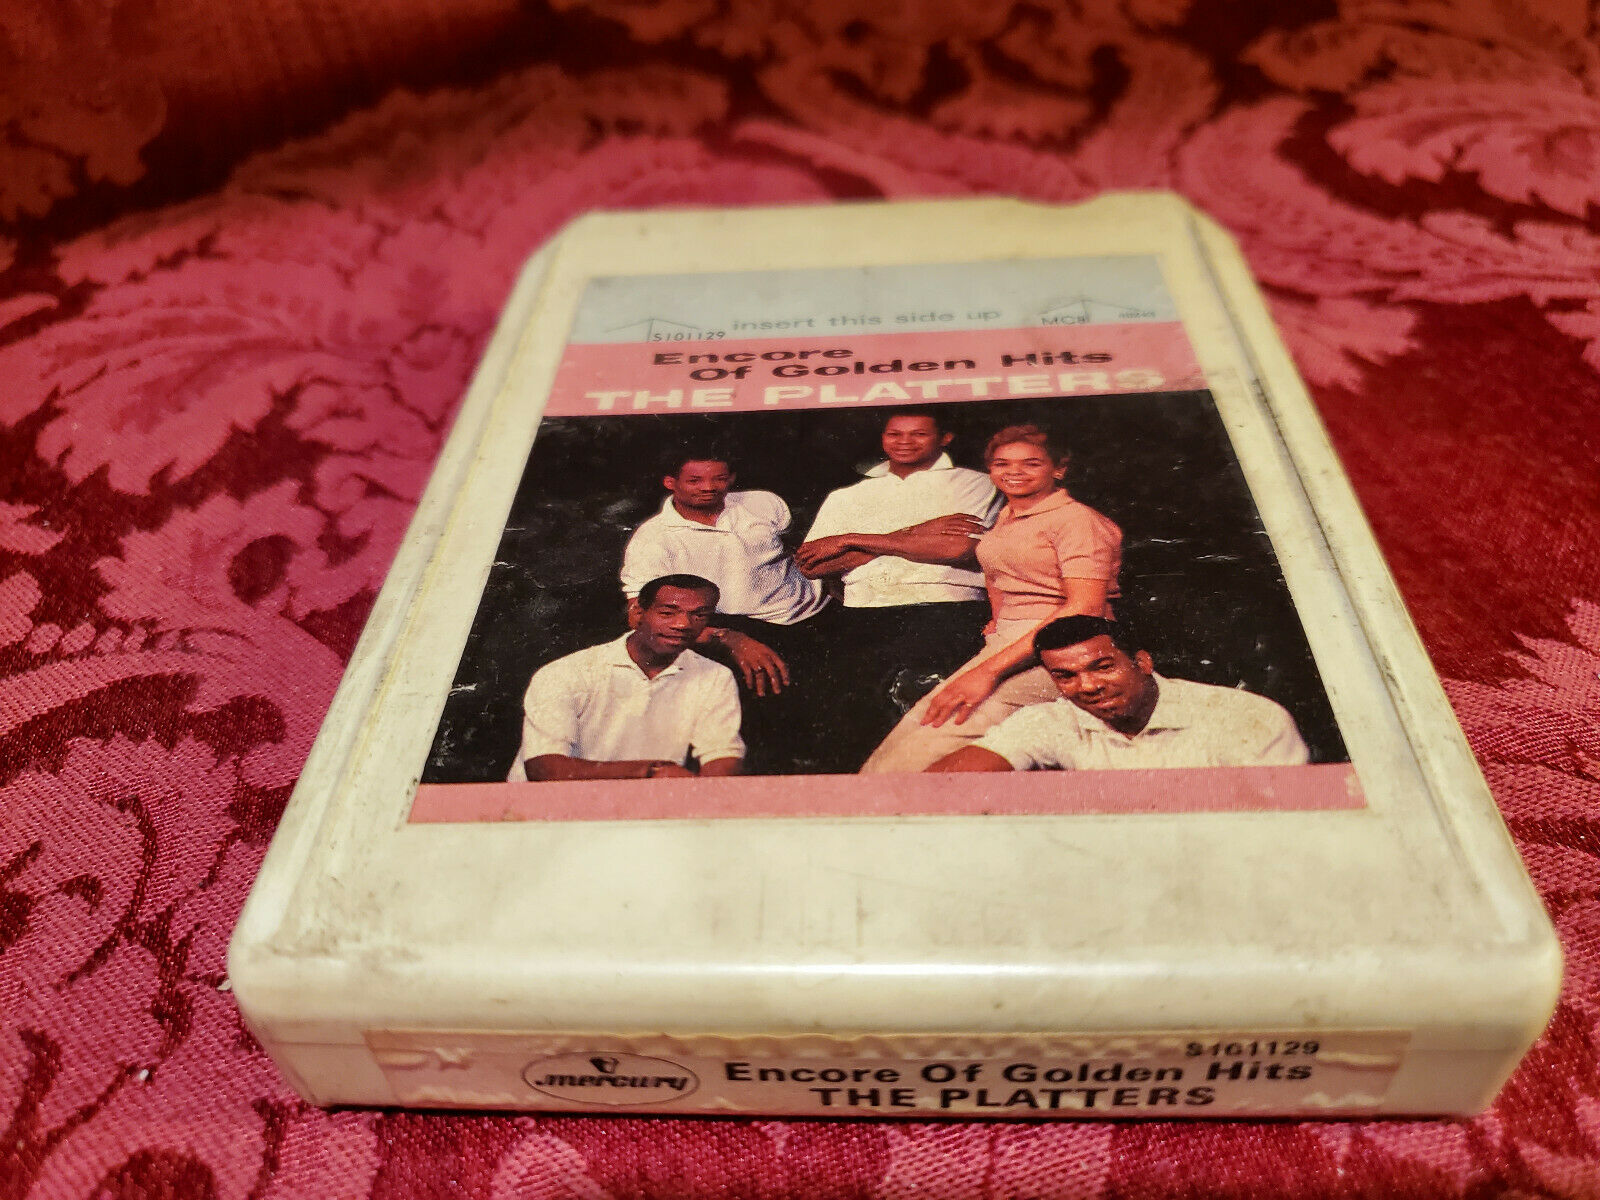 S101129 insert this side up MC8
Encore
Of Golden Hits
THE PLATTERS
mercury
S101129
Encore Of Golden Hits
THE PLATTERS